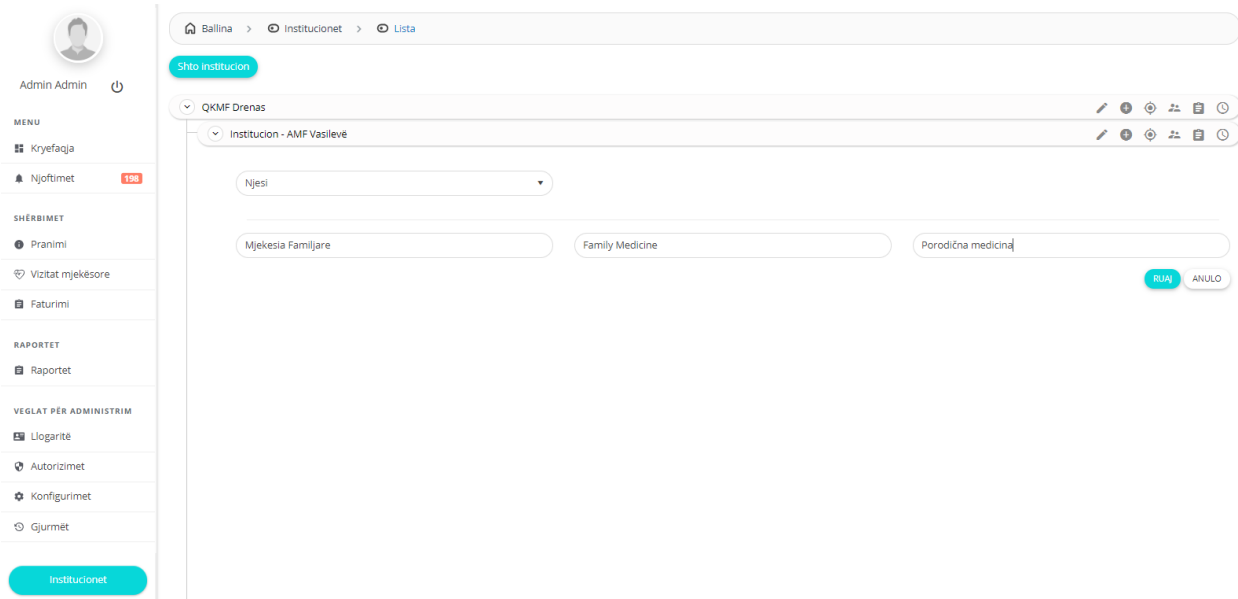 Admin Admin
MENU
Kryefaqja
Njoftimet 198
SHËRBIMET
Pranimi
Vizitat mjekësore
Faturimi
RAPORTET
Raportet
VEGLAT PËR ADMINISTRIM
Llogaritë
Autorizimet
Konfigurimet
Gjurmët
Institucionet
Ballina > Institucionet > Lista
Shto institucion
QKMF Drenas
Institucion - AMF Vasilevë
Njesi
Mjekesia Familjare Family Medicine Porodična medicina
RUAJ ANULO